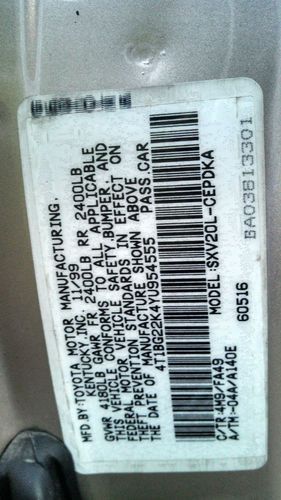 MFD.BY:TOYOTA MOTOR MANUFACTURING,
KENTUCKY,INC. 11/99
GVWR 4180LB GAWR FR 2400LB RR 2400LB
THIS VEHICLE CONFORMS TO ALL APPLICABLE
FEDERAL MOTOR VEHICLE SAFETY,BUMPER, AND
THEFT PREVENTION STANDARDS IN EFFECT ON
THE DATE OF MANUFACTURE SHOWN ABOVE
4T1BG22K4YU954555 PASS.CAR
MODEL:SXV20L-CEPDKA
60516
C/TR:4M9/FA49
A/TM:-04A/A140E
BA03813301